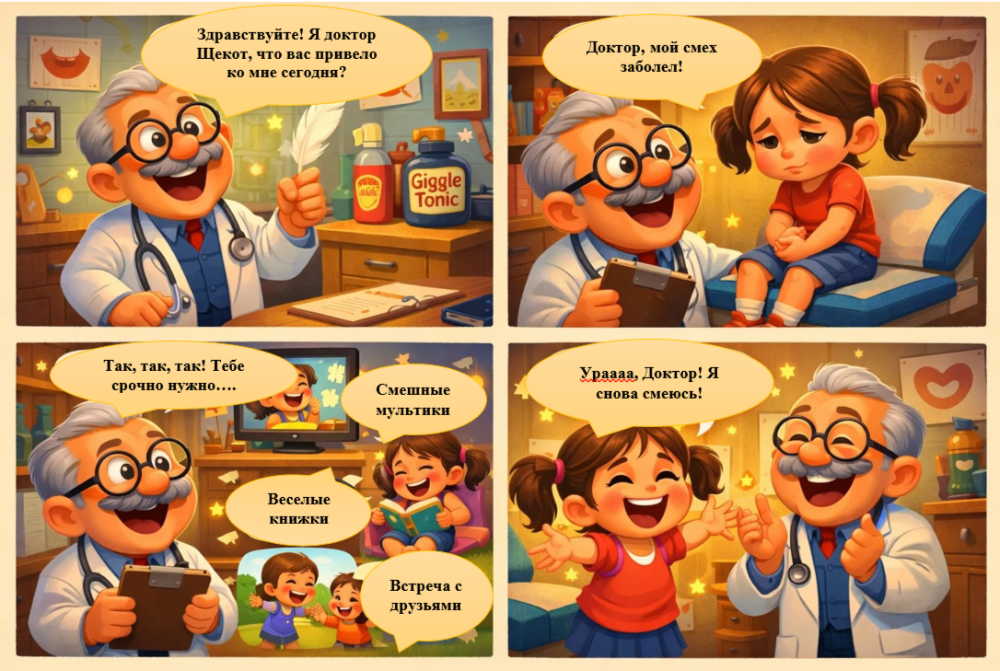 Здравствуйте! Я доктор
Щекот, что вас привело
ко мне сегодня?
Giggle
Tonic
Доктор, мой смех
заболел!
Так, так, так! Тебе
срочно нужно….
Смешные
мультики
Веселые
книжки
Встреча с
друзьями
Ураааа, Доктор! Я
снова смеюсь!